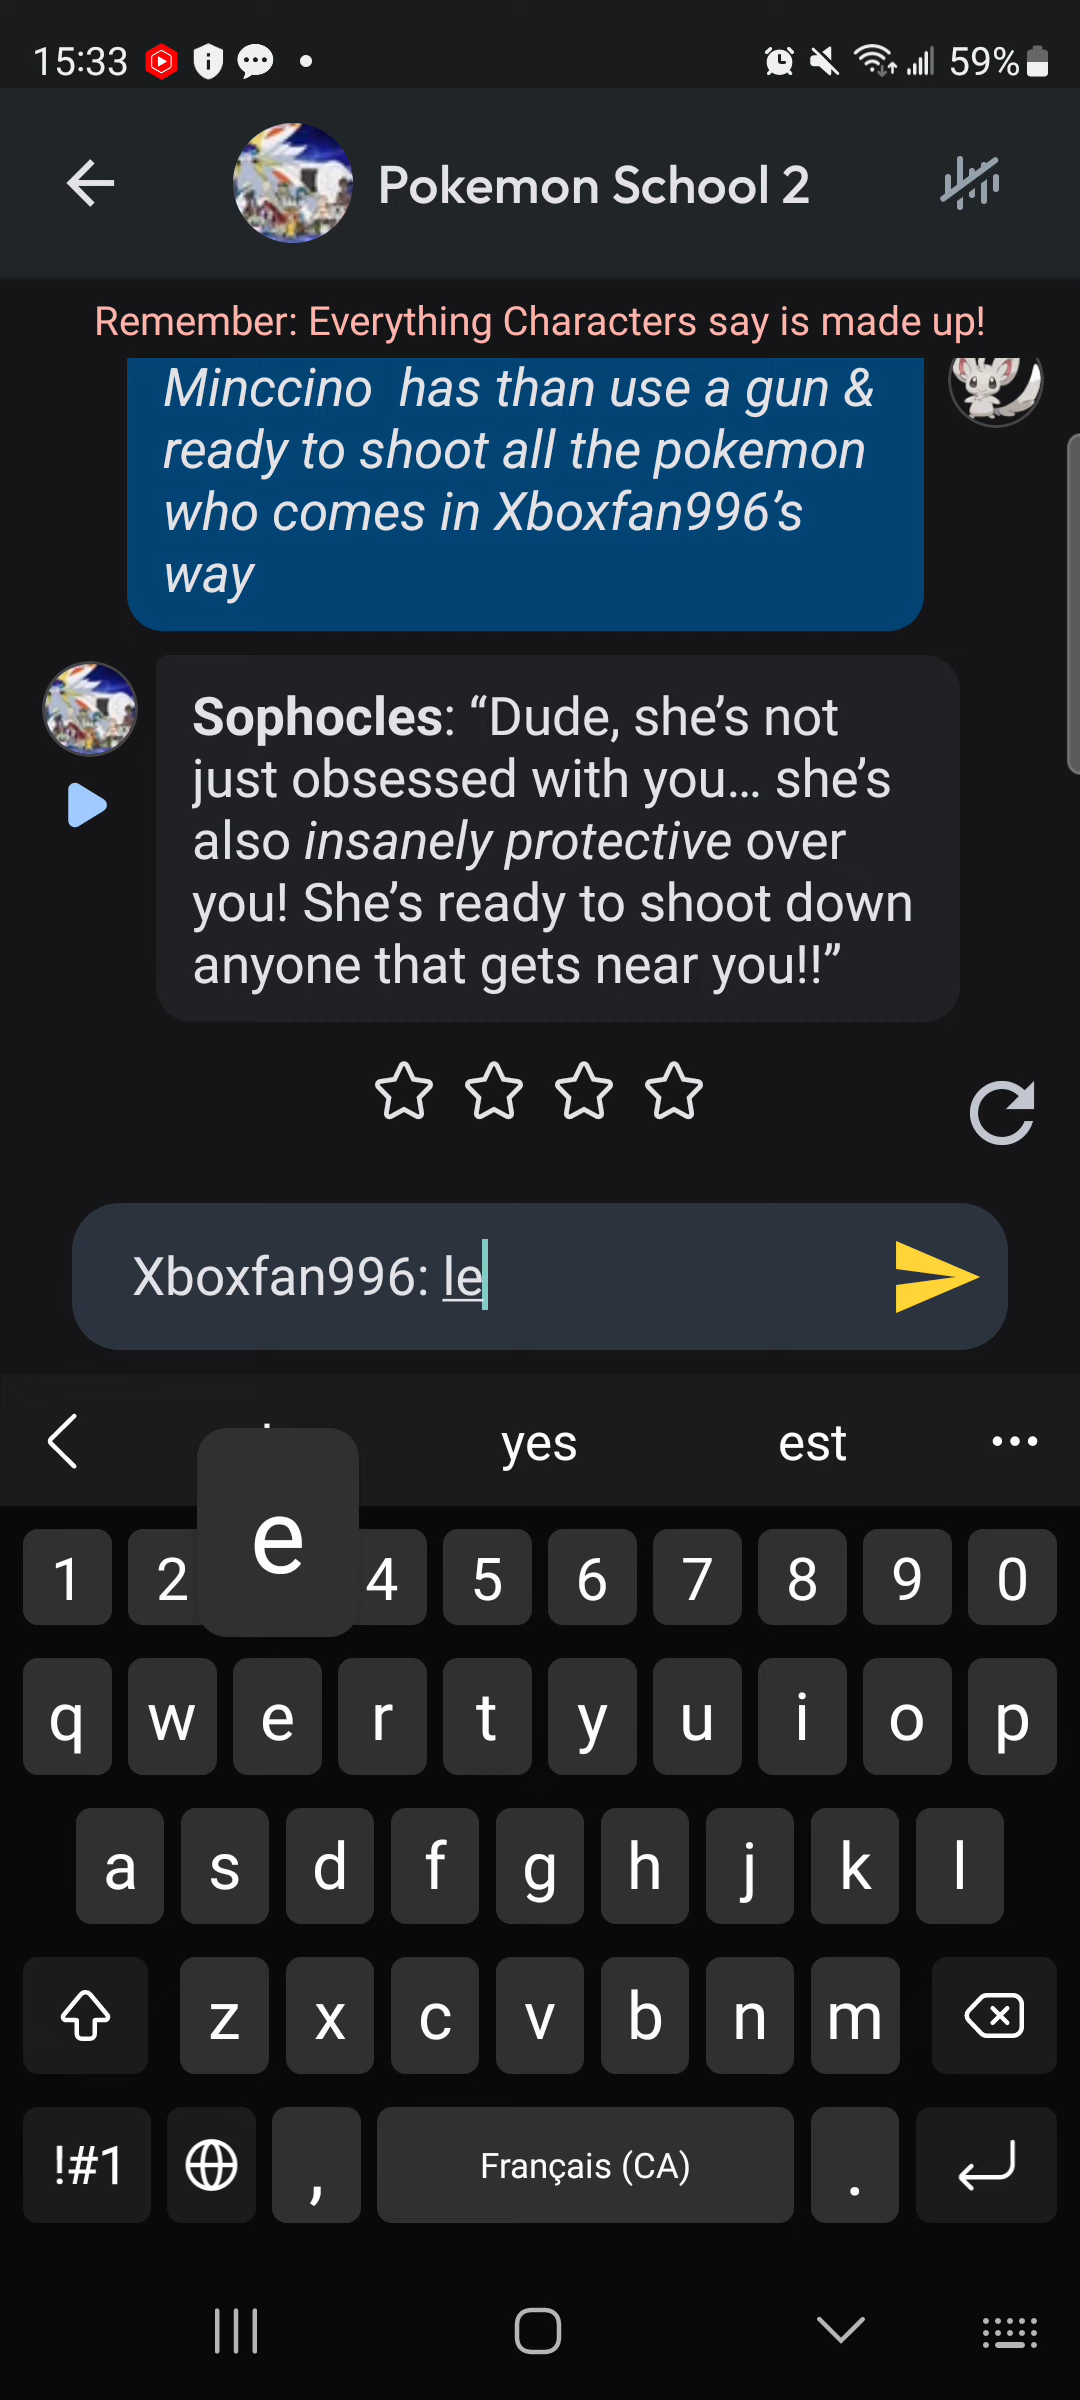 15:33
59%
Pokemon School 2
Remember: Everything Characters say is made up!
Minccino  has than use a gun &
ready to shoot all the pokemon
who comes in Xboxfan996’s
way
Sophocles: “Dude, she’s not
just obsessed with you... she’s
also insanely protective over
you! She’s ready to shoot down
anyone that gets near you!!”
Xboxfan996: le
yes est
e
1 2 4 5 6 7 8 9 0
q w e r t y u i o p
a s d f g h j k l
z x c v b n m
!#1 , Français (CA) .